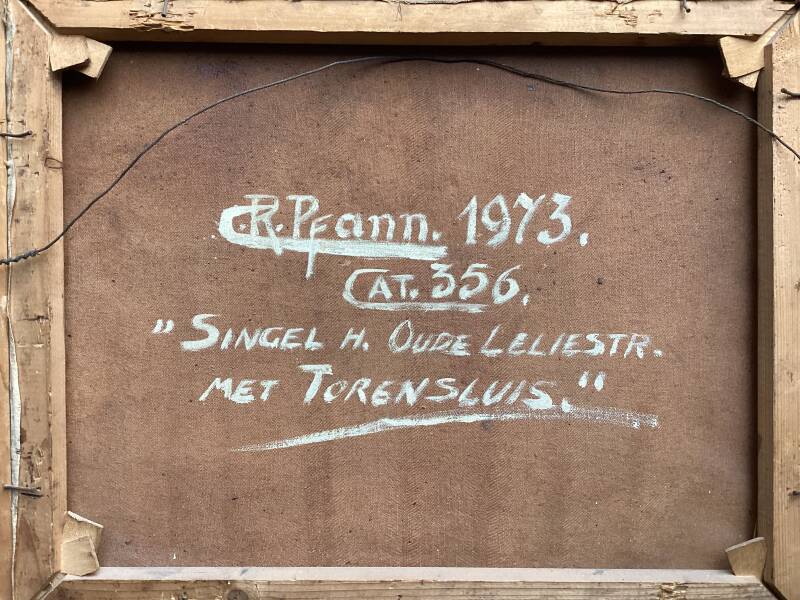 C.R. Pfann. 1973.
CAT. 356.
"SINGEL H. OUDE LELIESTR.
MET TORENSLUIS."